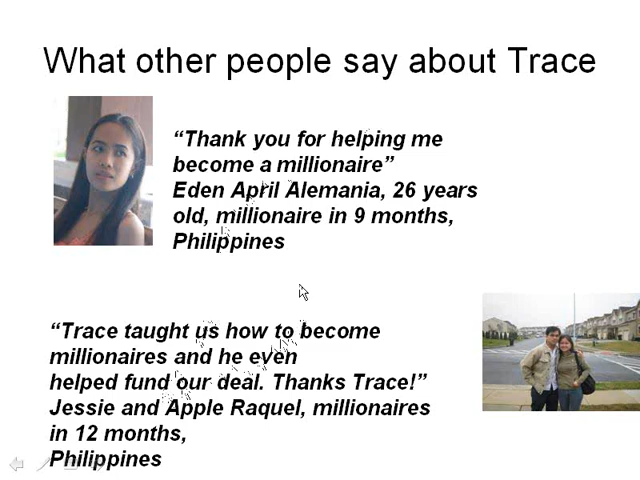 What other people say about Trace
“Thank you for helping me
become a millionaire”
Eden April Alemania, 26 years
old, millionaire in 9 months,
Philippines
“Trace taught us how to become
millionaires and he even
helped fund our deal. Thanks Trace!”
Jessie and Apple Raquel, millionaires
in 12 months,
Philippines